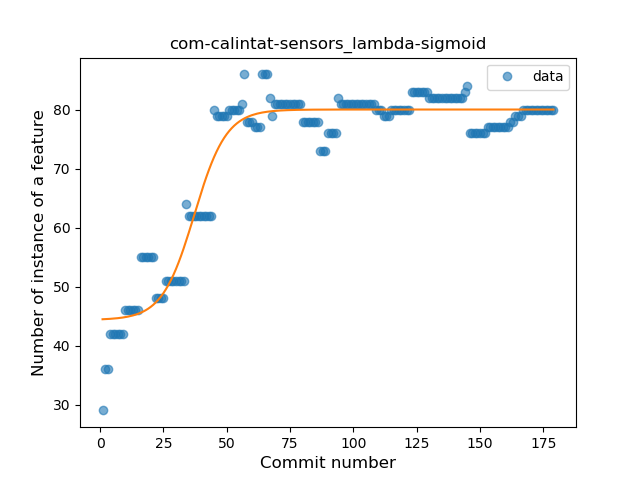 com-calintat-sensors_lambda-sigmoid
data
Number of instance of a feature
80
70
60
50
40
30
0 25 50 75 100 125 150 175
Commit number